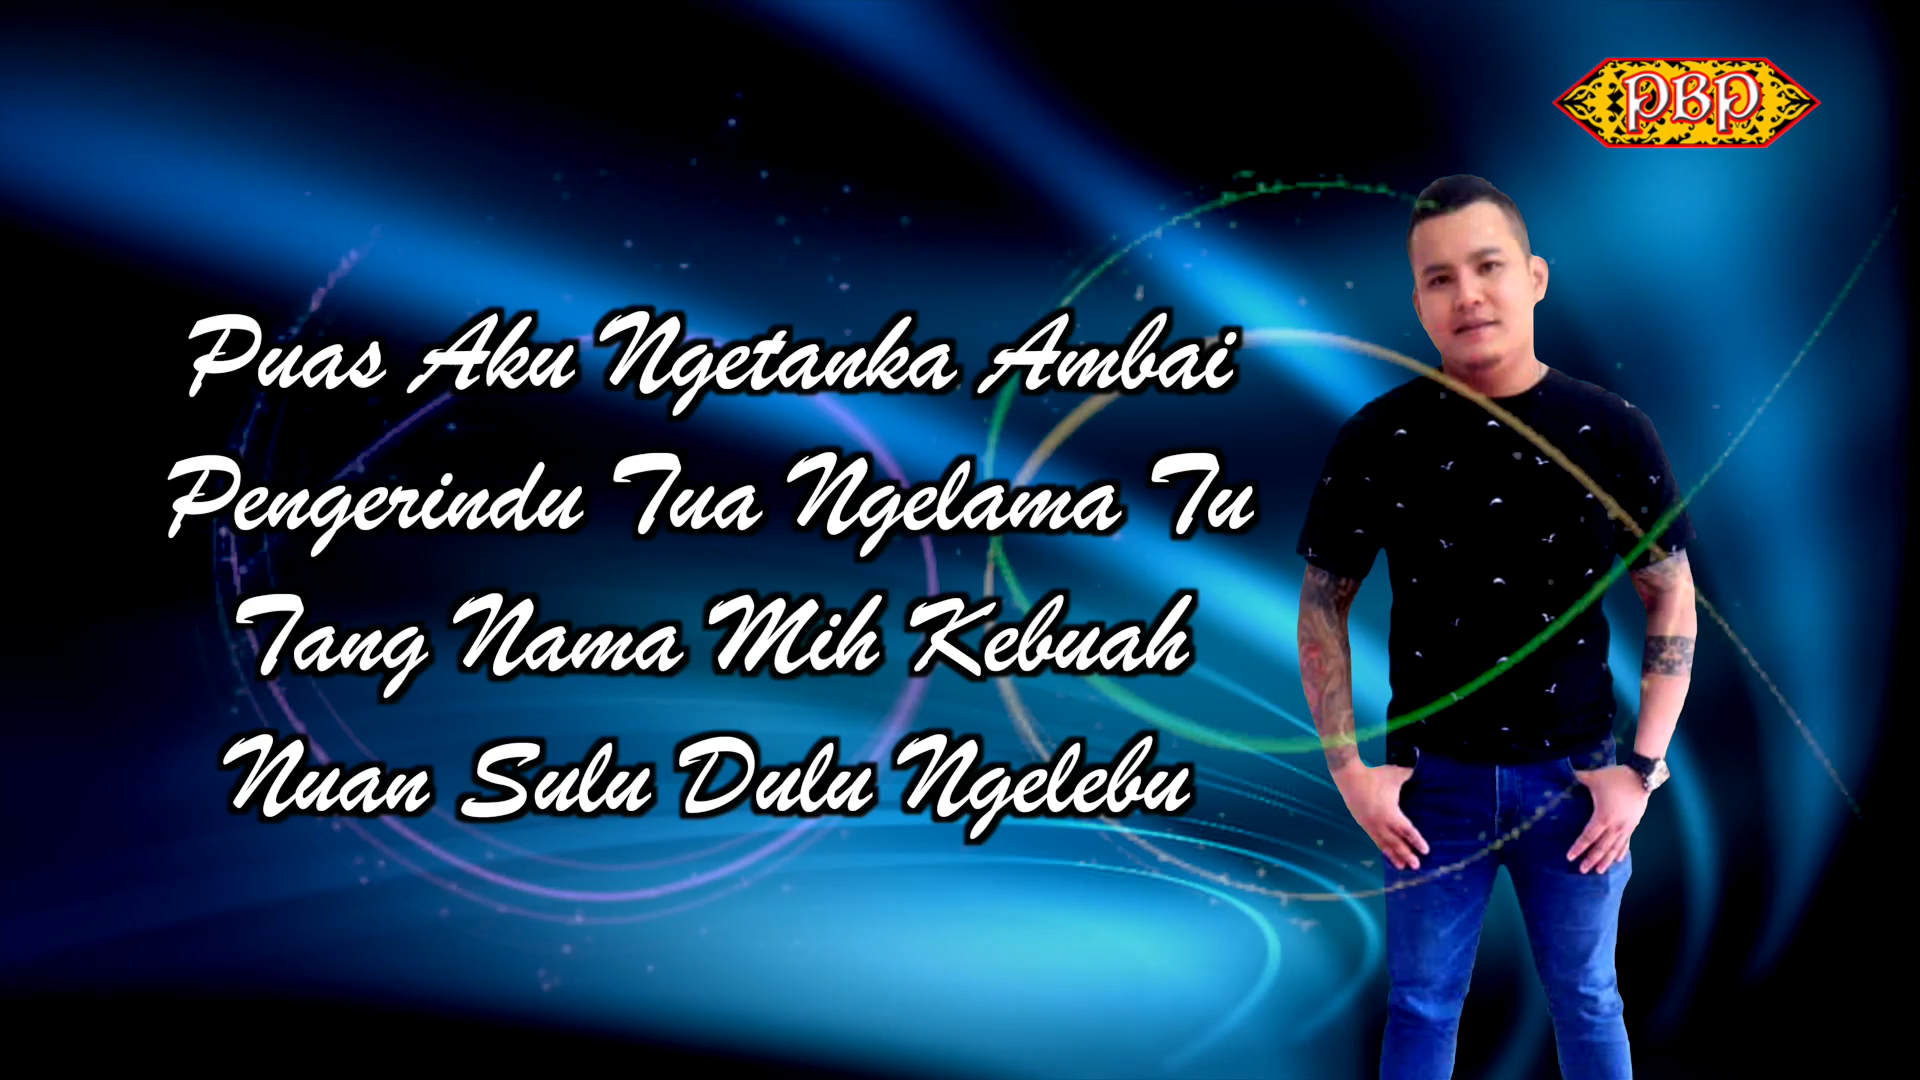 PBP
Puas Aku Ngetanka Ambai
Pengerindu Tua Ngelama Tu
Tang Nama Mih Kebuah
Nuan Sulu Dulu Ngelebu